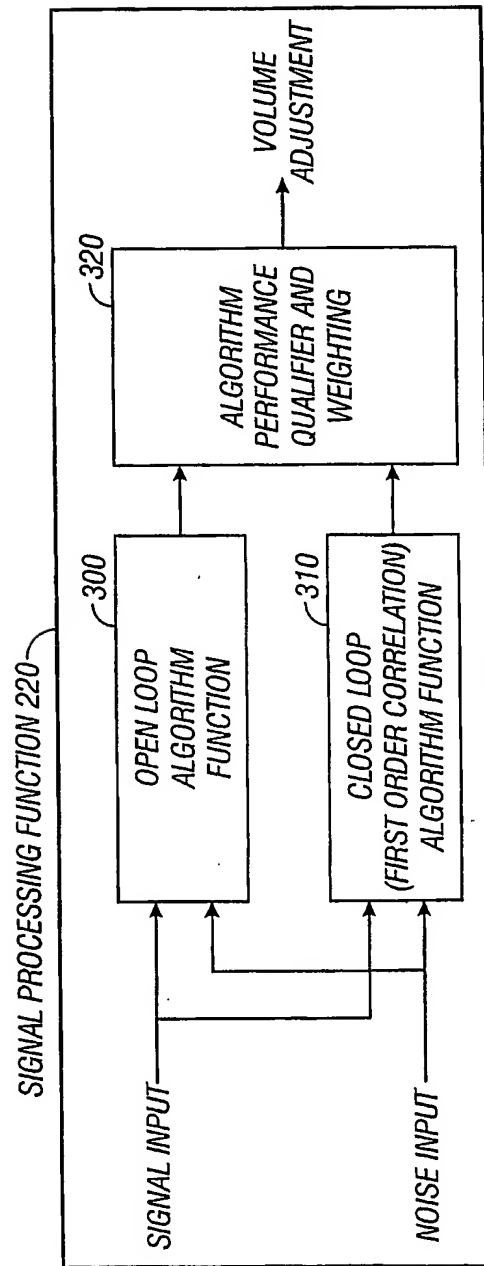 SIGNAL PROCESSING FUNCTION 220
SIGNAL INPUT
NOISE INPUT
300
OPEN LOOP
ALGORITHM
FUNCTION
310
CLOSED LOOP
(FIRST ORDER CORRELATION)
ALGORITHM FUNCTION
320
ALGORITHM
PERFORMANCE
QUALIFIER AND
WEIGHTING
VOLUME
ADJUSTMENT